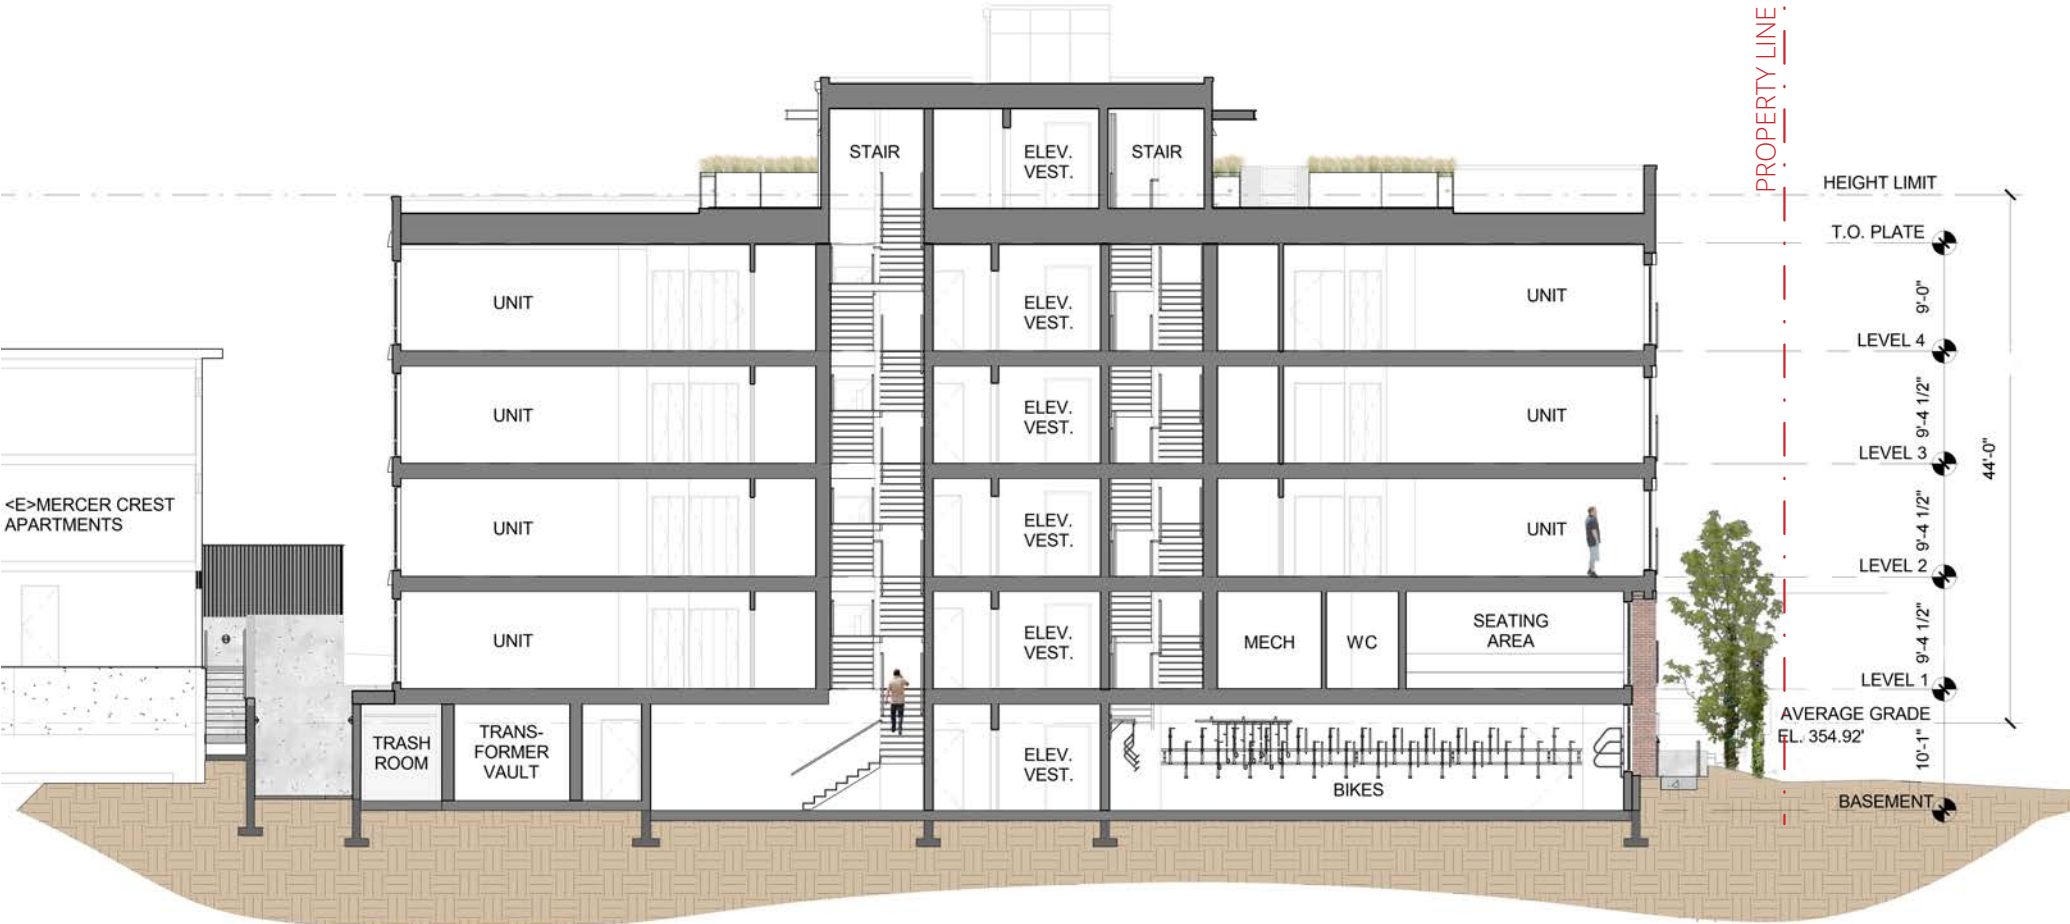 PROPERTY LINE
STAIR
ELEV.
VEST.
STAIR
HEIGHT LIMIT
T.O. PLATE
UNIT
ELEV.
VEST.
UNIT
9'-0"
LEVEL 4
UNIT
ELEV.
VEST.
UNIT
9'-4 1/2"
LEVEL 3
44'-0"
<E>MERCER CREST
APARTMENTS
UNIT
ELEV.
VEST.
UNIT
9'-4 1/2"
LEVEL 2
UNIT
ELEV.
VEST.
MECH
WC
SEATING
AREA
9'-4 1/2"
LEVEL 1
AVERAGE GRADE
EL. 354.92'
TRASH
ROOM
TRANS-
FORMER
VAULT
ELEV.
VEST.
BIKES
10'-1"
BASEMENT